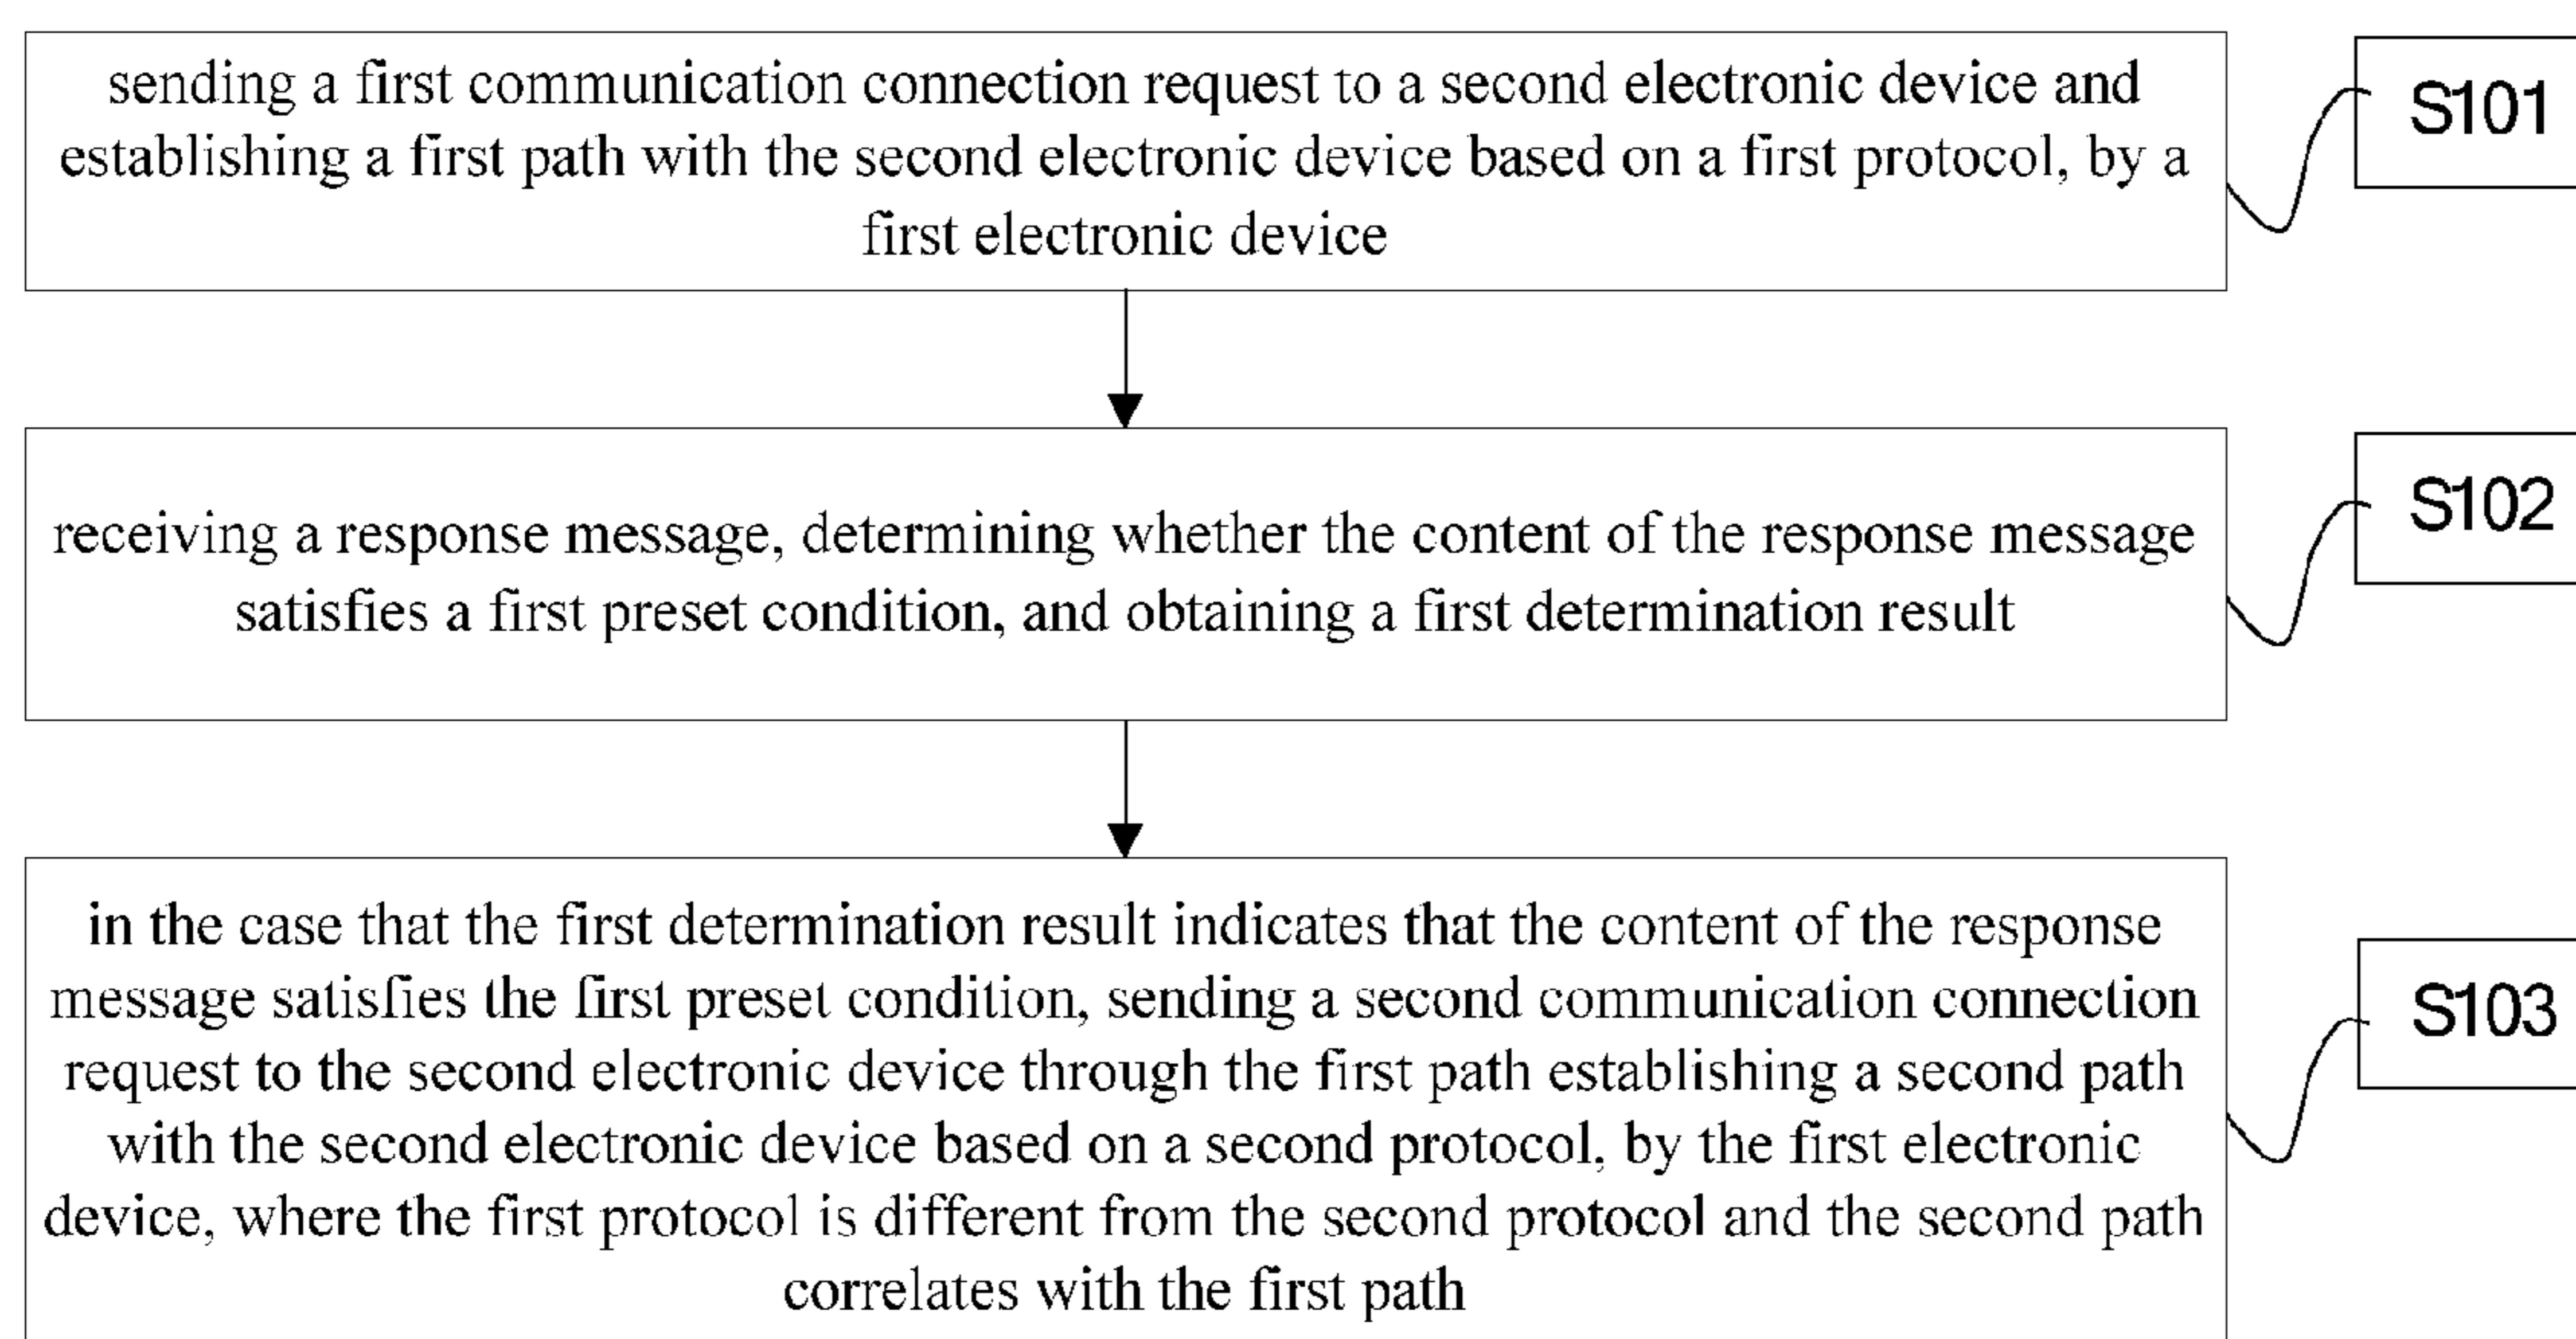 sending a first communication connection request to a second electronic device and
establishing a first path with the second electronic device based on a first protocol, by a
first electronic device
S101
receiving a response message, determining whether the content of the response message
satisfies a first preset condition, and obtaining a first determination result
S102
in the case that the first determination result indicates that the content of the response
message satisfies the first preset condition, sending a second communication connection
request to the second electronic device through the first path establishing a second path
with the second electronic device based on a second protocol, by the first electronic
device, where the first protocol is different from the second protocol and the second path
correlates with the first path
S103